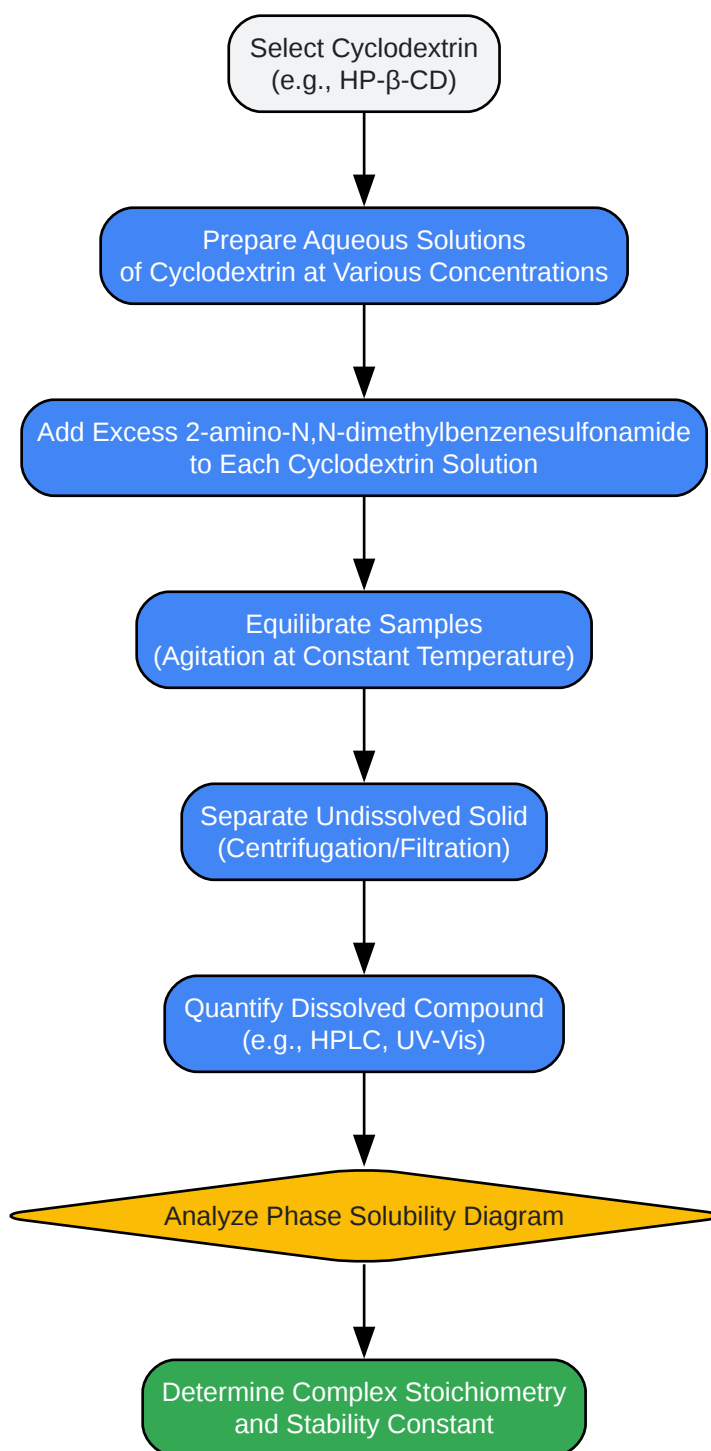 Select Cyclodextrin
(e.g., HP-β-CD)
Prepare Aqueous Solutions
of Cyclodextrin at Various Concentrations
Add Excess 2-amino-N,N-dimethylbenzenesulfonamide
to Each Cyclodextrin Solution
Equilibrate Samples
(Agitation at Constant Temperature)
Separate Undissolved Solid
(Centrifugation/Filtration)
Quantify Dissolved Compound
(e.g., HPLC, UV-Vis)
Analyze Phase Solubility Diagram
Determine Complex Stoichiometry
and Stability Constant